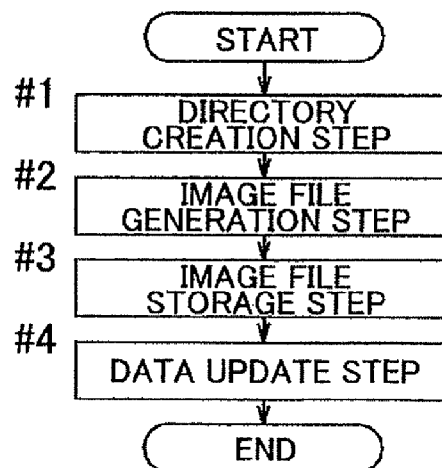 START
#1
DIRECTORY
CREATION STEP
#2
IMAGE FILE
GENERATION STEP
#3
IMAGE FILE
STORAGE STEP
#4
DATA UPDATE STEP
END